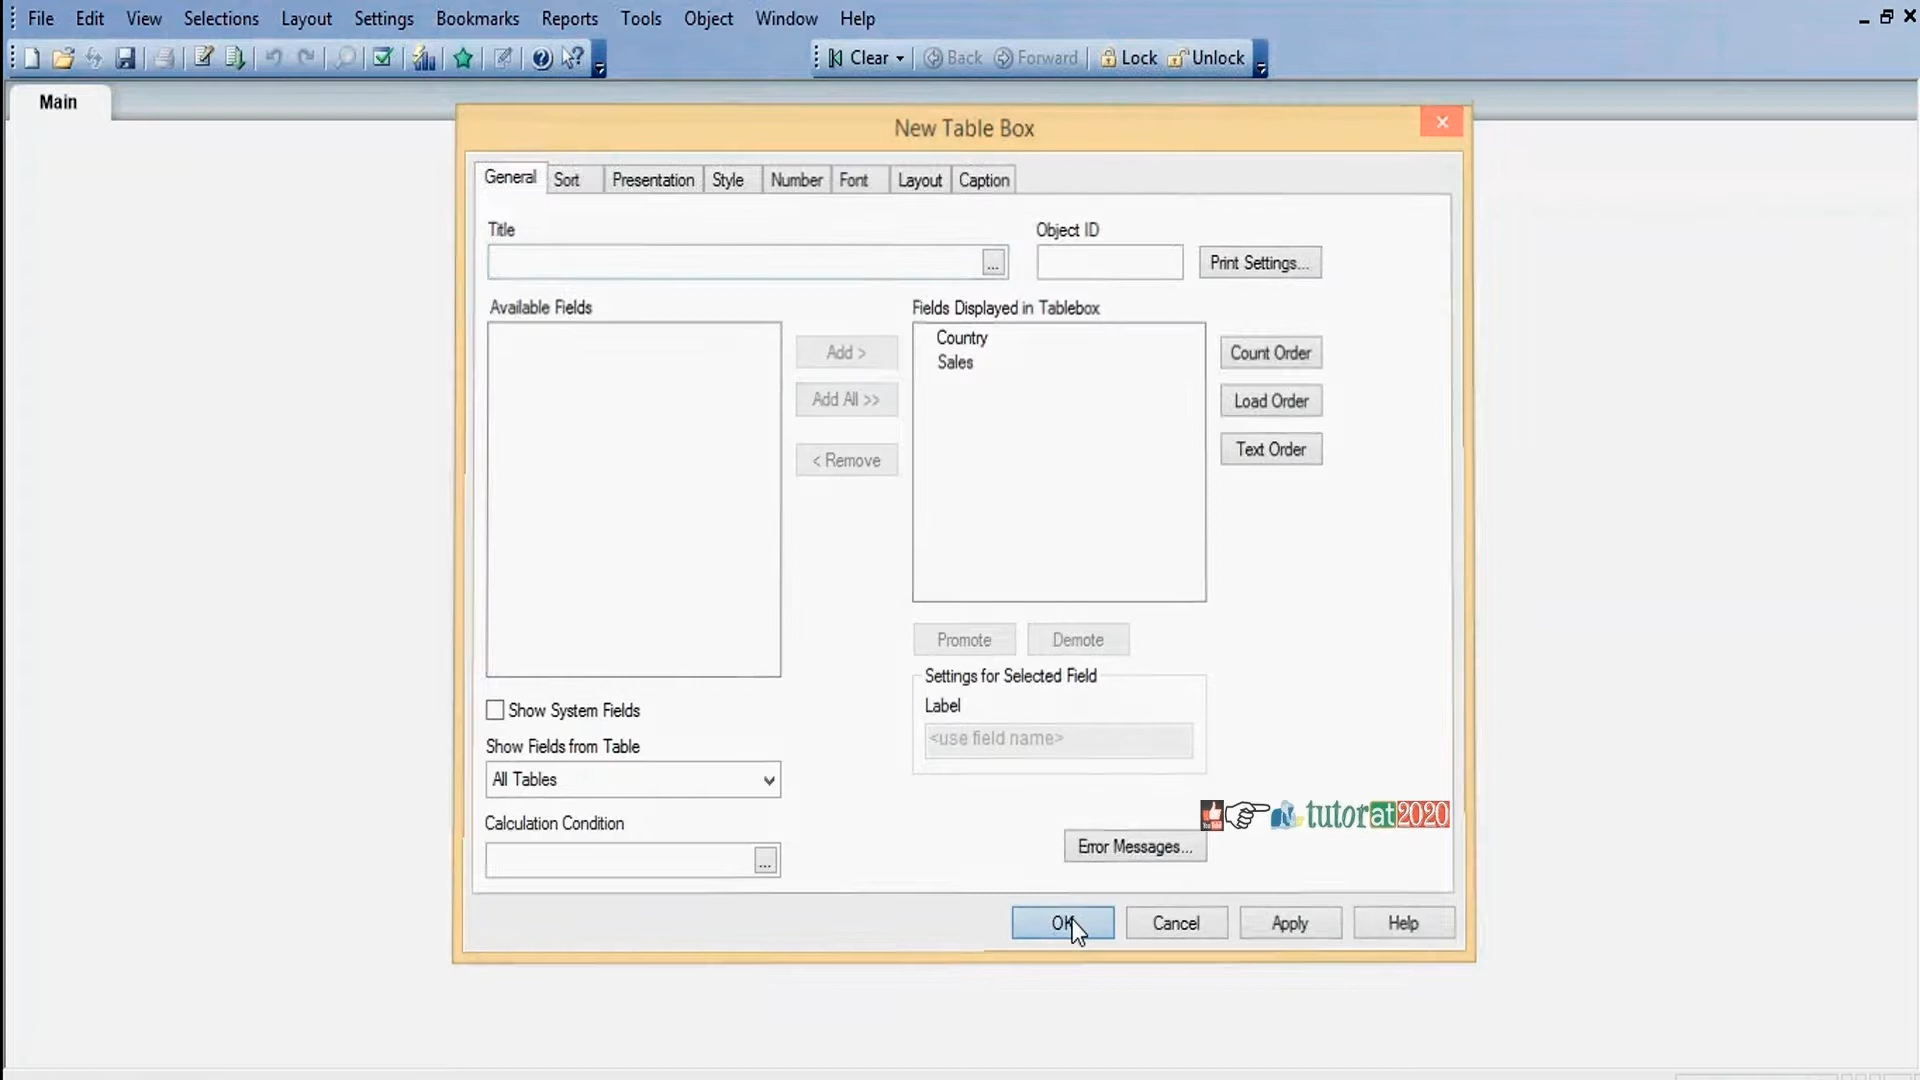 File Edit View Selections Layout Settings Bookmarks Reports Tools Object Window Help
Clear Back Forward Lock Unlock
Main
New Table Box
General Sort Presentation Style Number Font Layout Caption
Title Object ID
... Print Settings...
Available Fields Fields Displayed in Tablebox
Country
Sales
Add >
Add All >>
< Remove
Count Order
Load Order
Text Order
Promote Demote
Settings for Selected Field
Label
<use field name>
Show System Fields
Show Fields from Table
All Tables
Calculation Condition
...
tutorat2020
Error Messages...
OK Cancel Apply Help